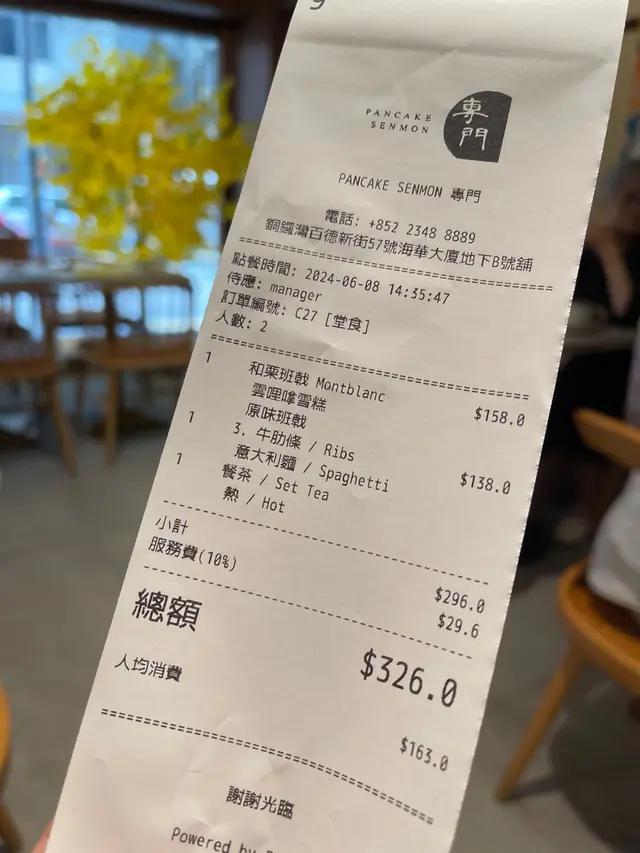 9
PANCAKE
SENMON
專門
PANCAKE SENMON 專門
電話: +852 2348 8889
銅鑼灣百德新街57號海華大廈地下B號舖
點餐時間: 2024-06-08 14:35:47
侍應: manager
訂單編號: C27 [堂食]
人數: 2
1 和栗班戟 Montblanc $158.0
雲哩嗱雪糕
原味班戟
1 3. 牛肋條 / Ribs $138.0
意大利麵 / Spaghetti
1 餐茶 / Set Tea
熱 / Hot
小計 $296.0
服務費(10%) $29.6
總額 $326.0
人均消費 $163.0
謝謝光臨
Powered by